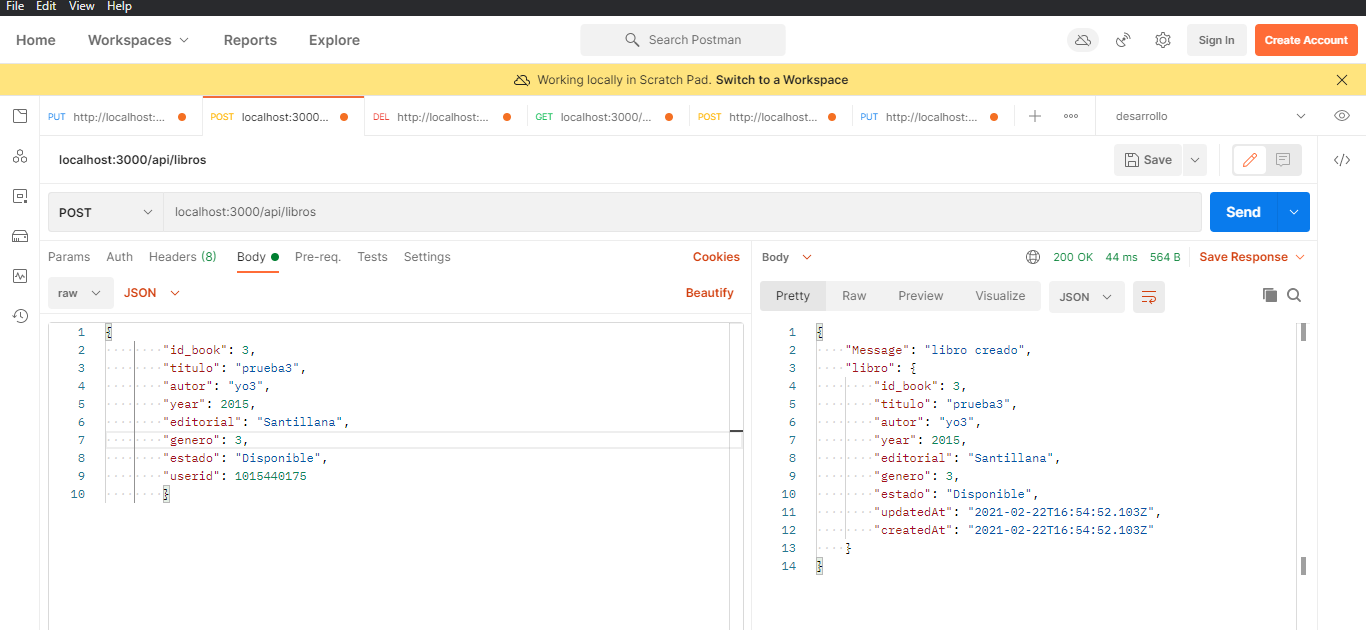 File Edit View Help
Home Workspaces Reports Explore Search Postman Sign In Create Account
Working locally in Scratch Pad. Switch to a Workspace
PUT http://localhost:... POST localhost:3000... DEL http://localhost:... GET localhost:3000/... POST http://localhost... PUT http://localhost:... desarrollo
localhost:3000/api/libros Save
POST localhost:3000/api/libros Send
Params Auth Headers (8) Body Pre-req. Tests Settings Cookies
raw JSON Beautify
1 {
2 "id_book": 3,
3 "titulo": "prueba3",
4 "autor": "yo3",
5 "year": 2015,
6 "editorial": "Santillana",
7 "genero": 3,
8 "estado": "Disponible",
9 "userid": 1015440175
10 }
Body 200 OK 44 ms 564 B Save Response
Pretty Raw Preview Visualize JSON
1 {
2 "Message": "libro creado",
3 "libro": {
4 "id_book": 3,
5 "titulo": "prueba3",
6 "autor": "yo3",
7 "year": 2015,
8 "editorial": "Santillana",
9 "genero": 3,
10 "estado": "Disponible",
11 "updatedAt": "2021-02-22T16:54:52.103Z",
12 "createdAt": "2021-02-22T16:54:52.103Z"
13 }
14 }